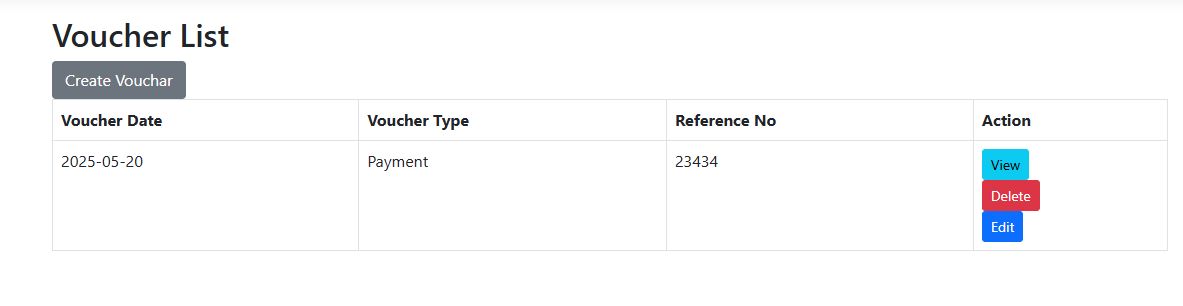 Voucher List
Create Vouchar
Voucher Date Voucher Type Reference No Action
2025-05-20 Payment 23434 View
Delete
Edit